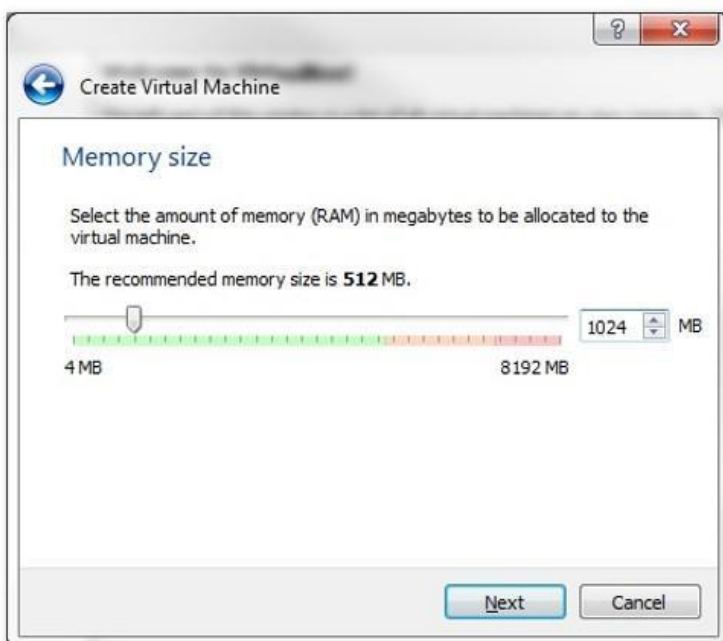 Create Virtual Machine
Memory size
Select the amount of memory (RAM) in megabytes to be allocated to the
virtual machine.
The recommended memory size is 512 MB.
1024 MB
4 MB 8192 MB
Next Cancel